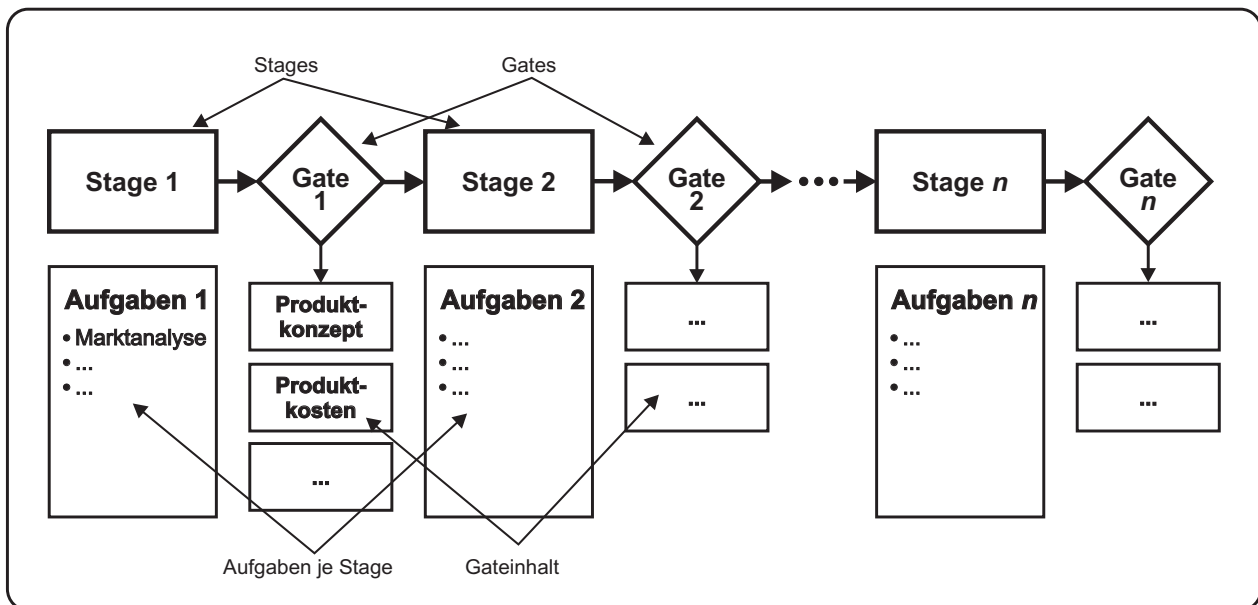 Stages
Gates
Stage 1
Gate
1
Stage 2
Gate
2
•••
Stage n
Gate
n
Aufgaben 1
• Marktanalyse
• ...
• ...
Produkt-
konzept
Produkt-
kosten
...
Aufgaben 2
• ...
• ...
• ...
...
...
Aufgaben n
• ...
• ...
• ...
...
...
Aufgaben je Stage
Gateinhalt